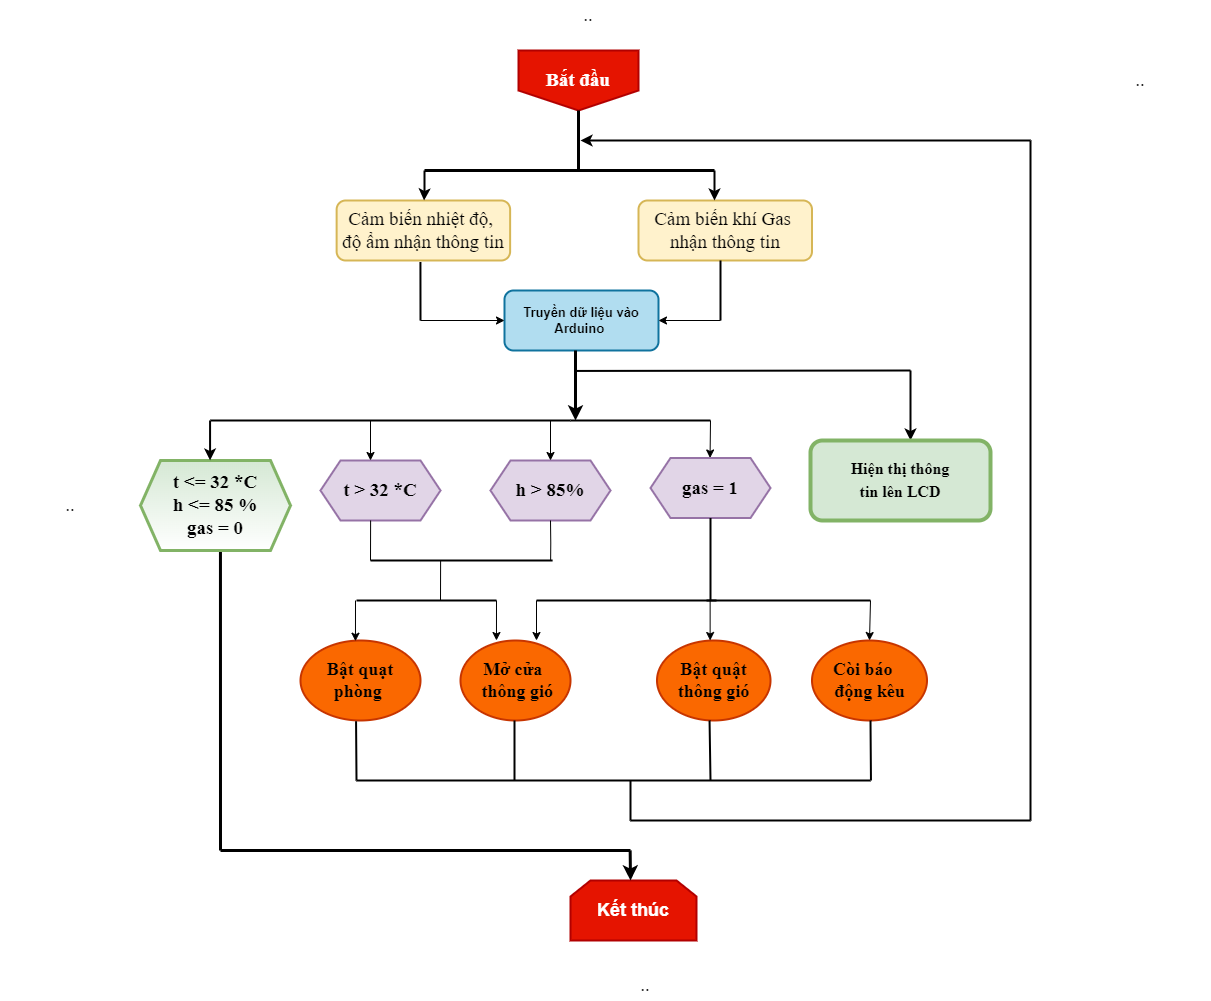 ..
Bắt đầu
..
Cảm biến nhiệt độ,
độ ẩm nhận thông tin
Cảm biến khí Gas
nhận thông tin
Truyền dữ liệu vào
Arduino
t <= 32 *C
h <= 85 %
gas = 0
t > 32 *C
h > 85%
gas = 1
Hiện thị thông
tin lên LCD
..
Bật quạt
phòng
Mở cửa
thông gió
Bật quật
thông gió
Còi báo
động kêu
Kết thúc
..